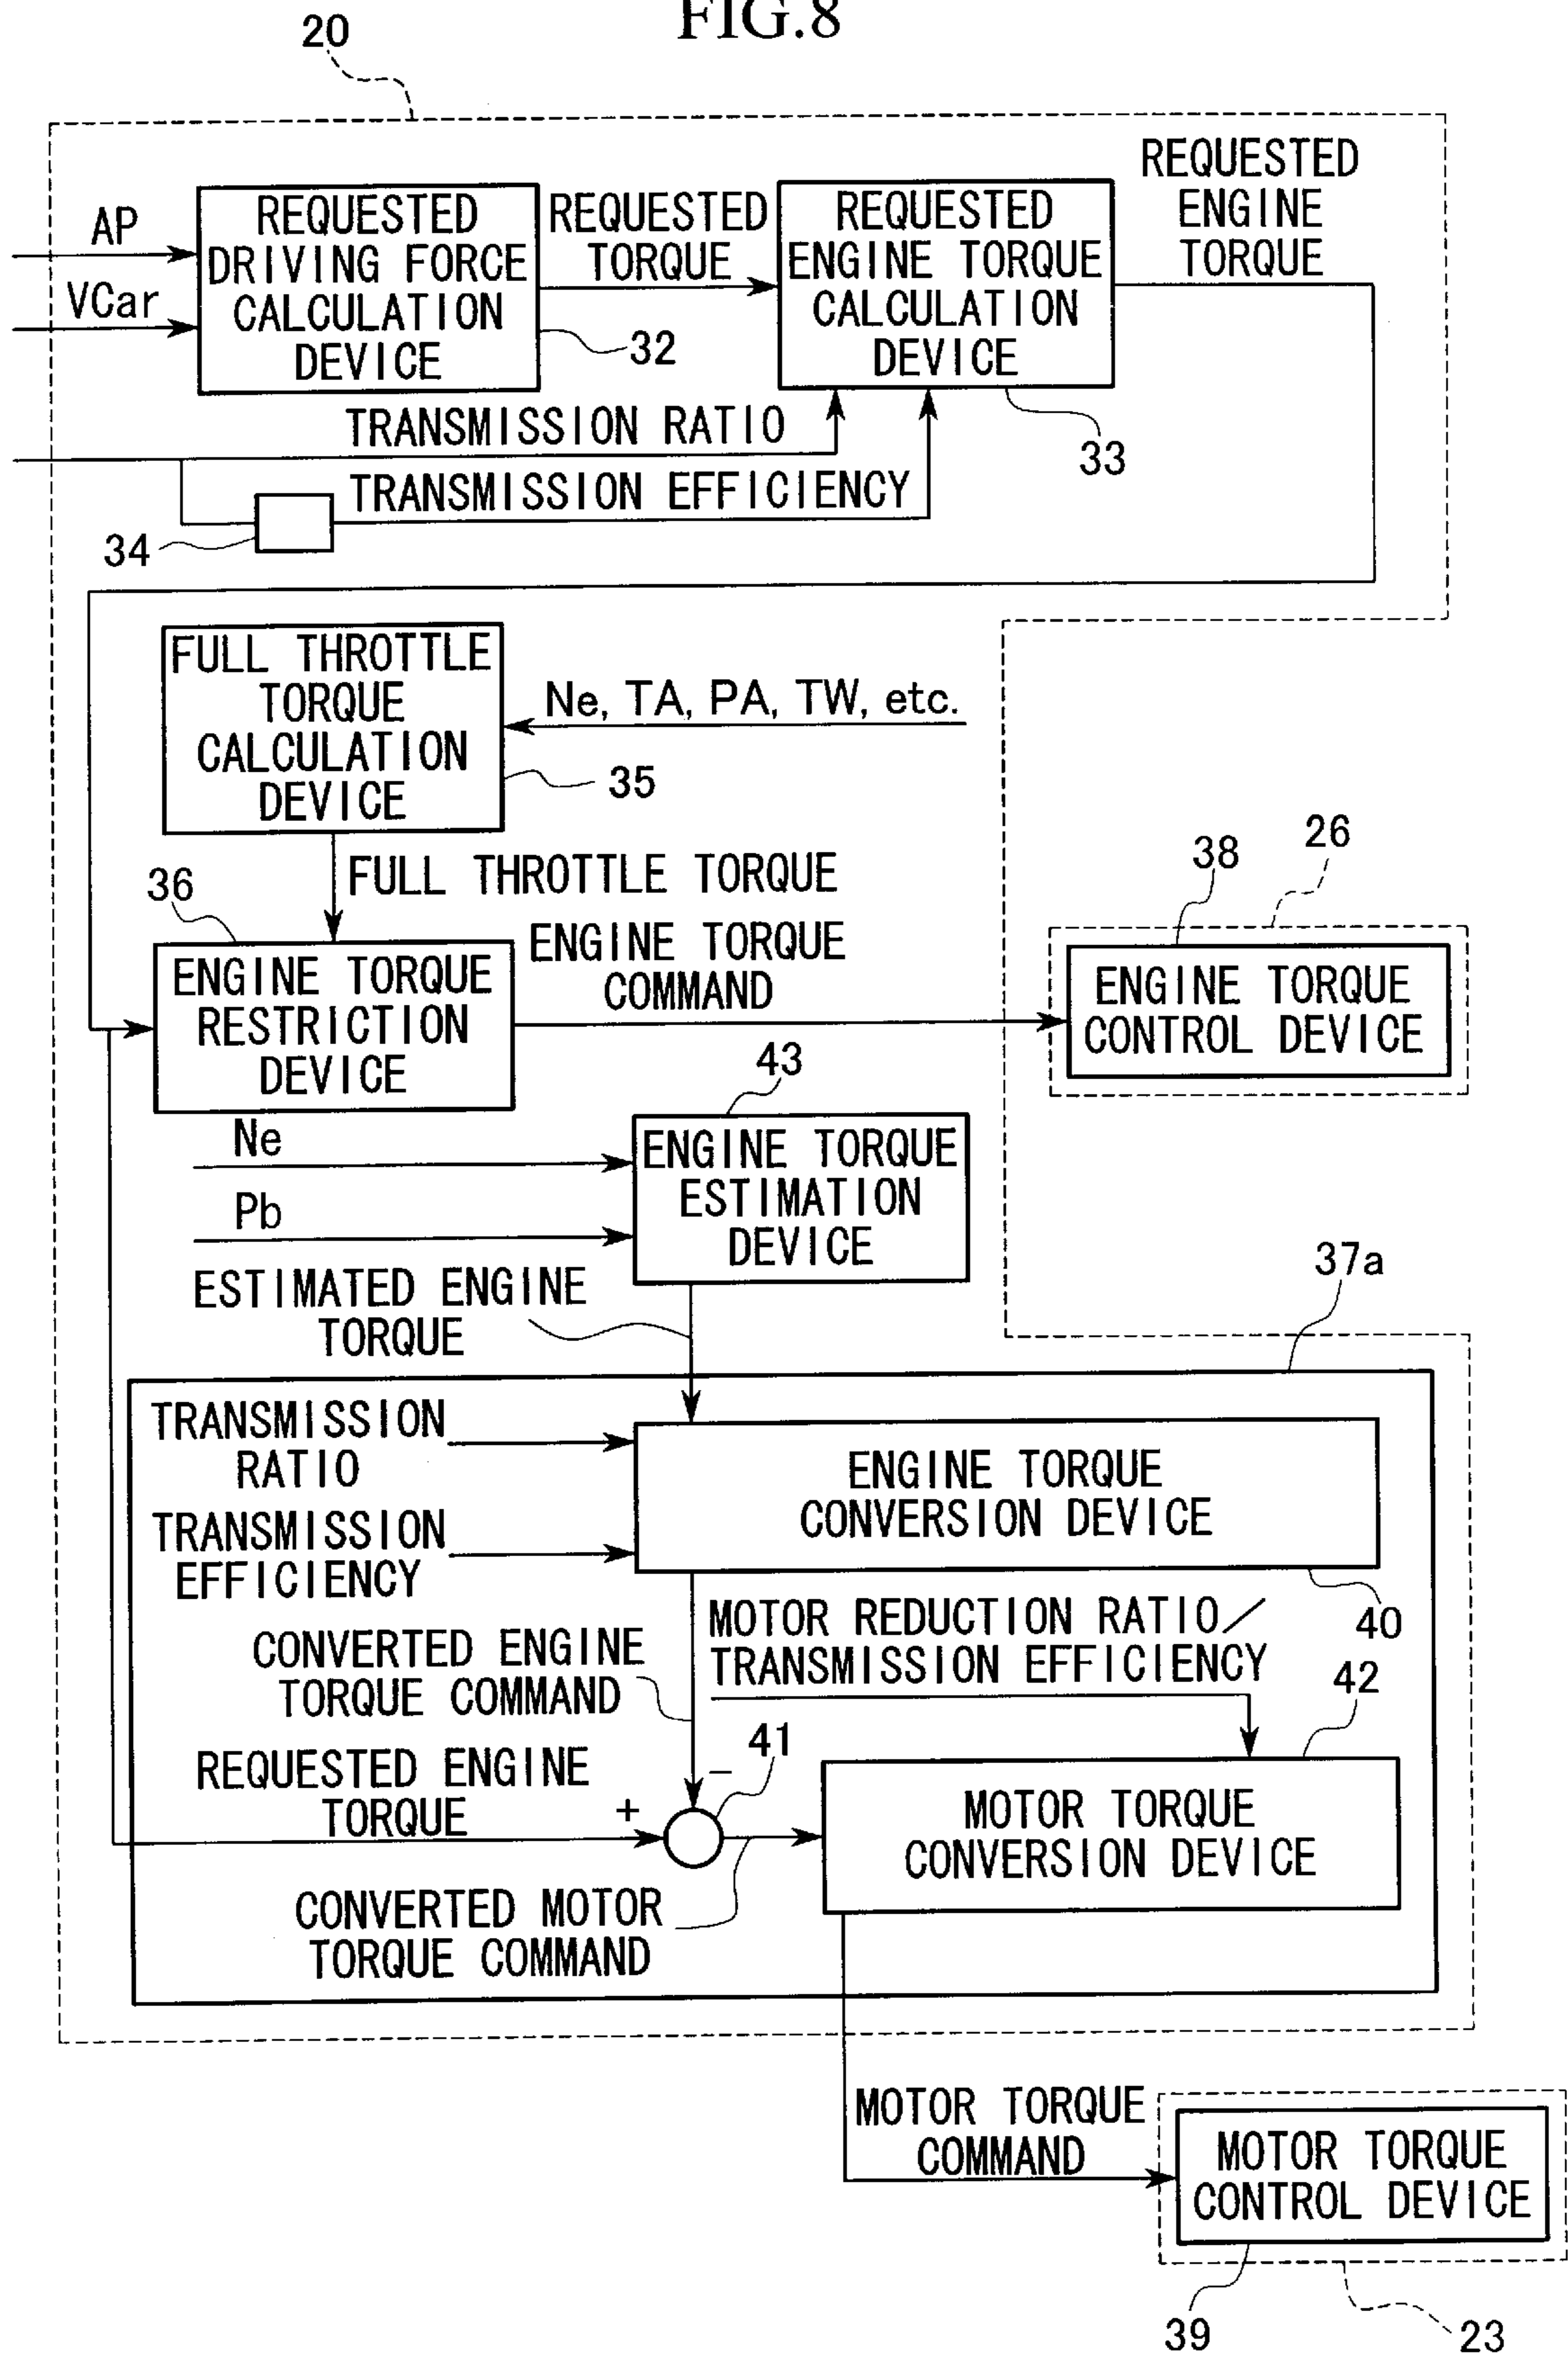 FIG.8
20
AP
VCar
REQUESTED
DRIVING FORCE
CALCULATION
DEVICE
32
REQUESTED
TORQUE
REQUESTED
ENGINE TORQUE
CALCULATION
DEVICE
33
REQUESTED
ENGINE
TORQUE
TRANSMISSION RATIO
TRANSMISSION EFFICIENCY
34
FULL THROTTLE
TORQUE
CALCULATION
DEVICE
Ne, TA, PA, TW, etc.
35
FULL THROTTLE TORQUE
36
ENGINE TORQUE
RESTRICTION
DEVICE
ENGINE TORQUE
COMMAND
26
38
ENGINE TORQUE
CONTROL DEVICE
43
Ne
Pb
ENGINE TORQUE
ESTIMATION
DEVICE
ESTIMATED ENGINE
TORQUE
37a
TRANSMISSION
RATIO
TRANSMISSION
EFFICIENCY
ENGINE TORQUE
CONVERSION DEVICE
40
MOTOR REDUCTION RATIO/
TRANSMISSION EFFICIENCY
CONVERTED ENGINE
TORQUE COMMAND
42
41
REQUESTED ENGINE
TORQUE
+
−
MOTOR TORQUE
CONVERSION DEVICE
CONVERTED MOTOR
TORQUE COMMAND
MOTOR TORQUE
COMMAND
MOTOR TORQUE
CONTROL DEVICE
39
23